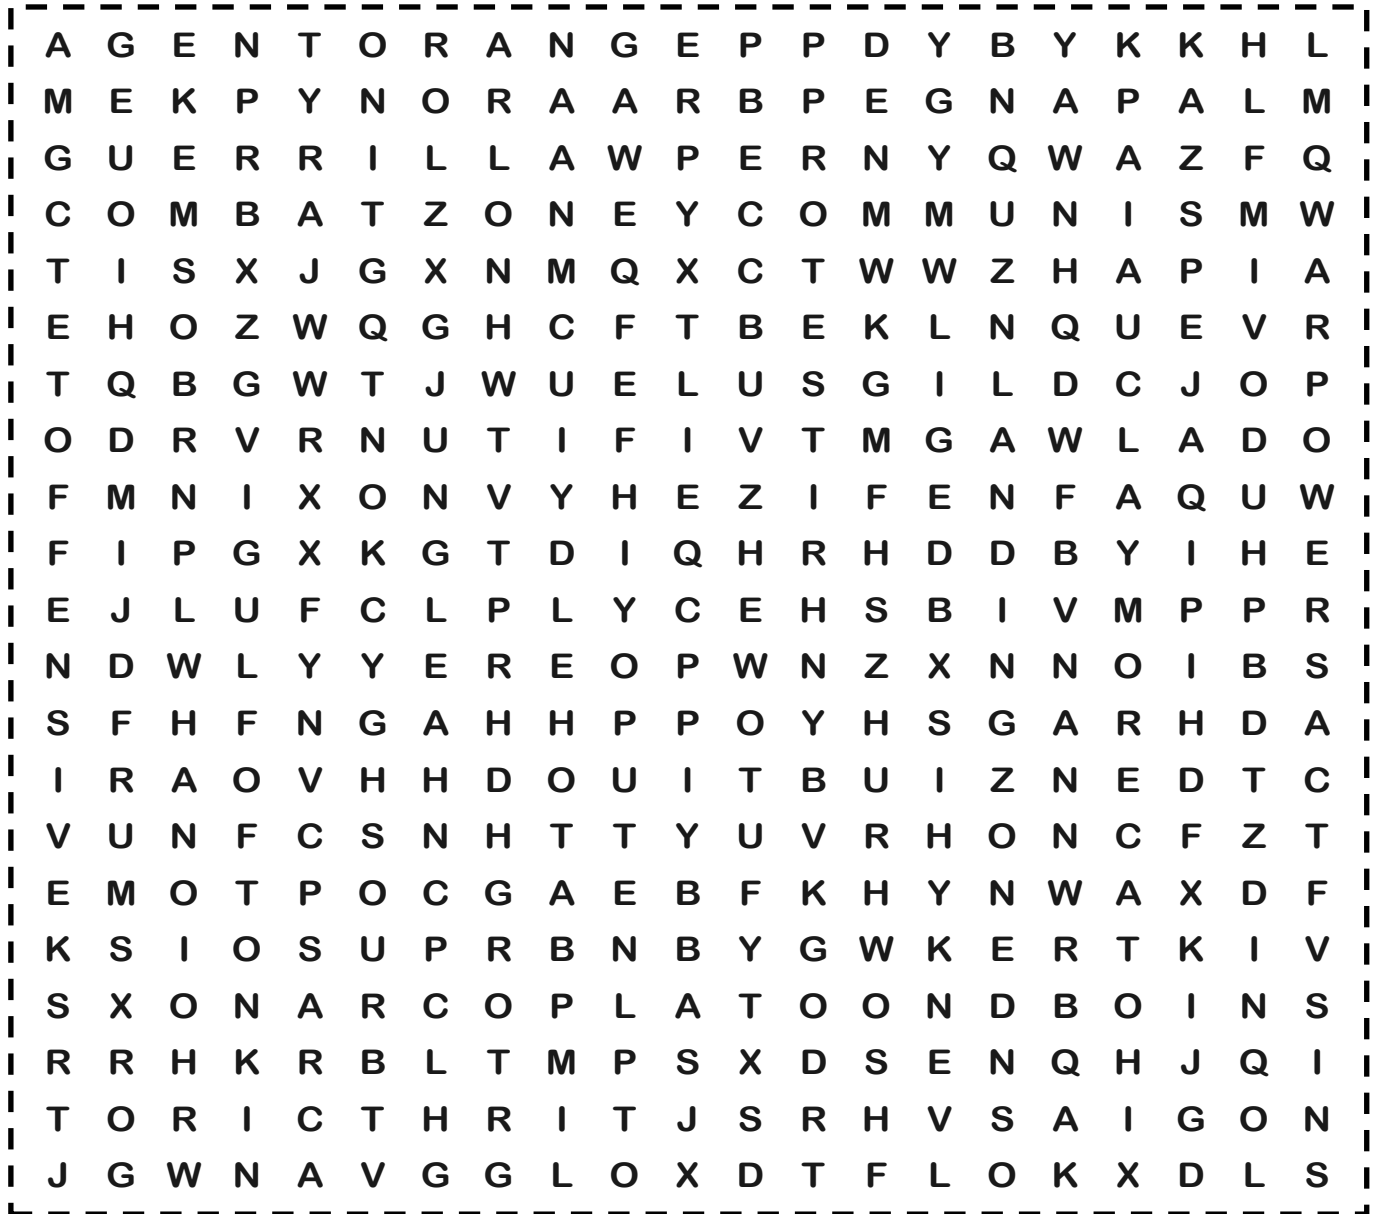 A G E N T O R A N G E P P D Y B Y K K H L
M E K P Y N O R A A R B P E G N A P A L M
G U E R R I L L A W P E R N Y Q W A Z F Q
C O M B A T Z O N E Y C O M M U N I S M W
T I S X J G X N M Q X C T W W Z H A P I A
E H O Z W Q G H C F T B E K L N Q U E V R
T Q B G W T J W U E L U S G I L D C J O P
O D R V R N U T I F I V T M G A W L A D O
F M N I X O N V Y H E Z I F E N F A Q U W
F I P G X K G T D I Q H R H D D B Y I H E
E J L U F C L P L Y C E H S B I V M P P R
N D W L Y Y E R E O P W N Z X N N O I B S
S F H F N G A H H P P O Y H S G A R H D A
I R A O V H H D O U I T B U I Z N E D T C
V U N F C S N H T T Y U V R H O N C F Z T
E M O T P O C G A E B F K H Y N W A X D F
K S I O S U P R B N B Y G W K E R T K I V
S X O N A R C O P L A T O O N D B O I N S
R R H K R B L T M P S X D S E N Q H J Q I
T O R I C T H R I T J S R H V S A I G O N
J G W N A V G G L O X D T F L O K X D L S